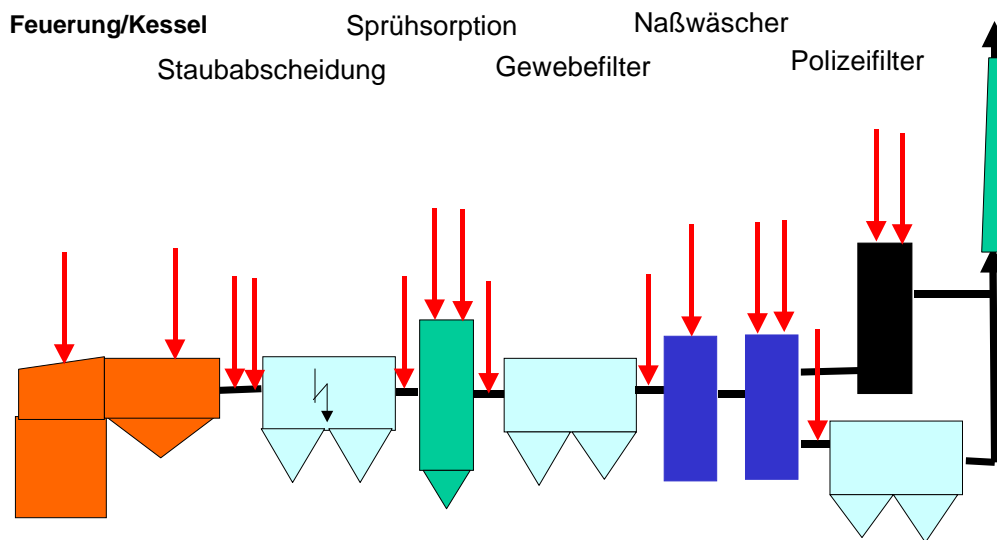 Feuerung/Kessel
Staubabscheidung
Sprühsorption
Gewebefilter
Naßwäscher
Polizeifilter